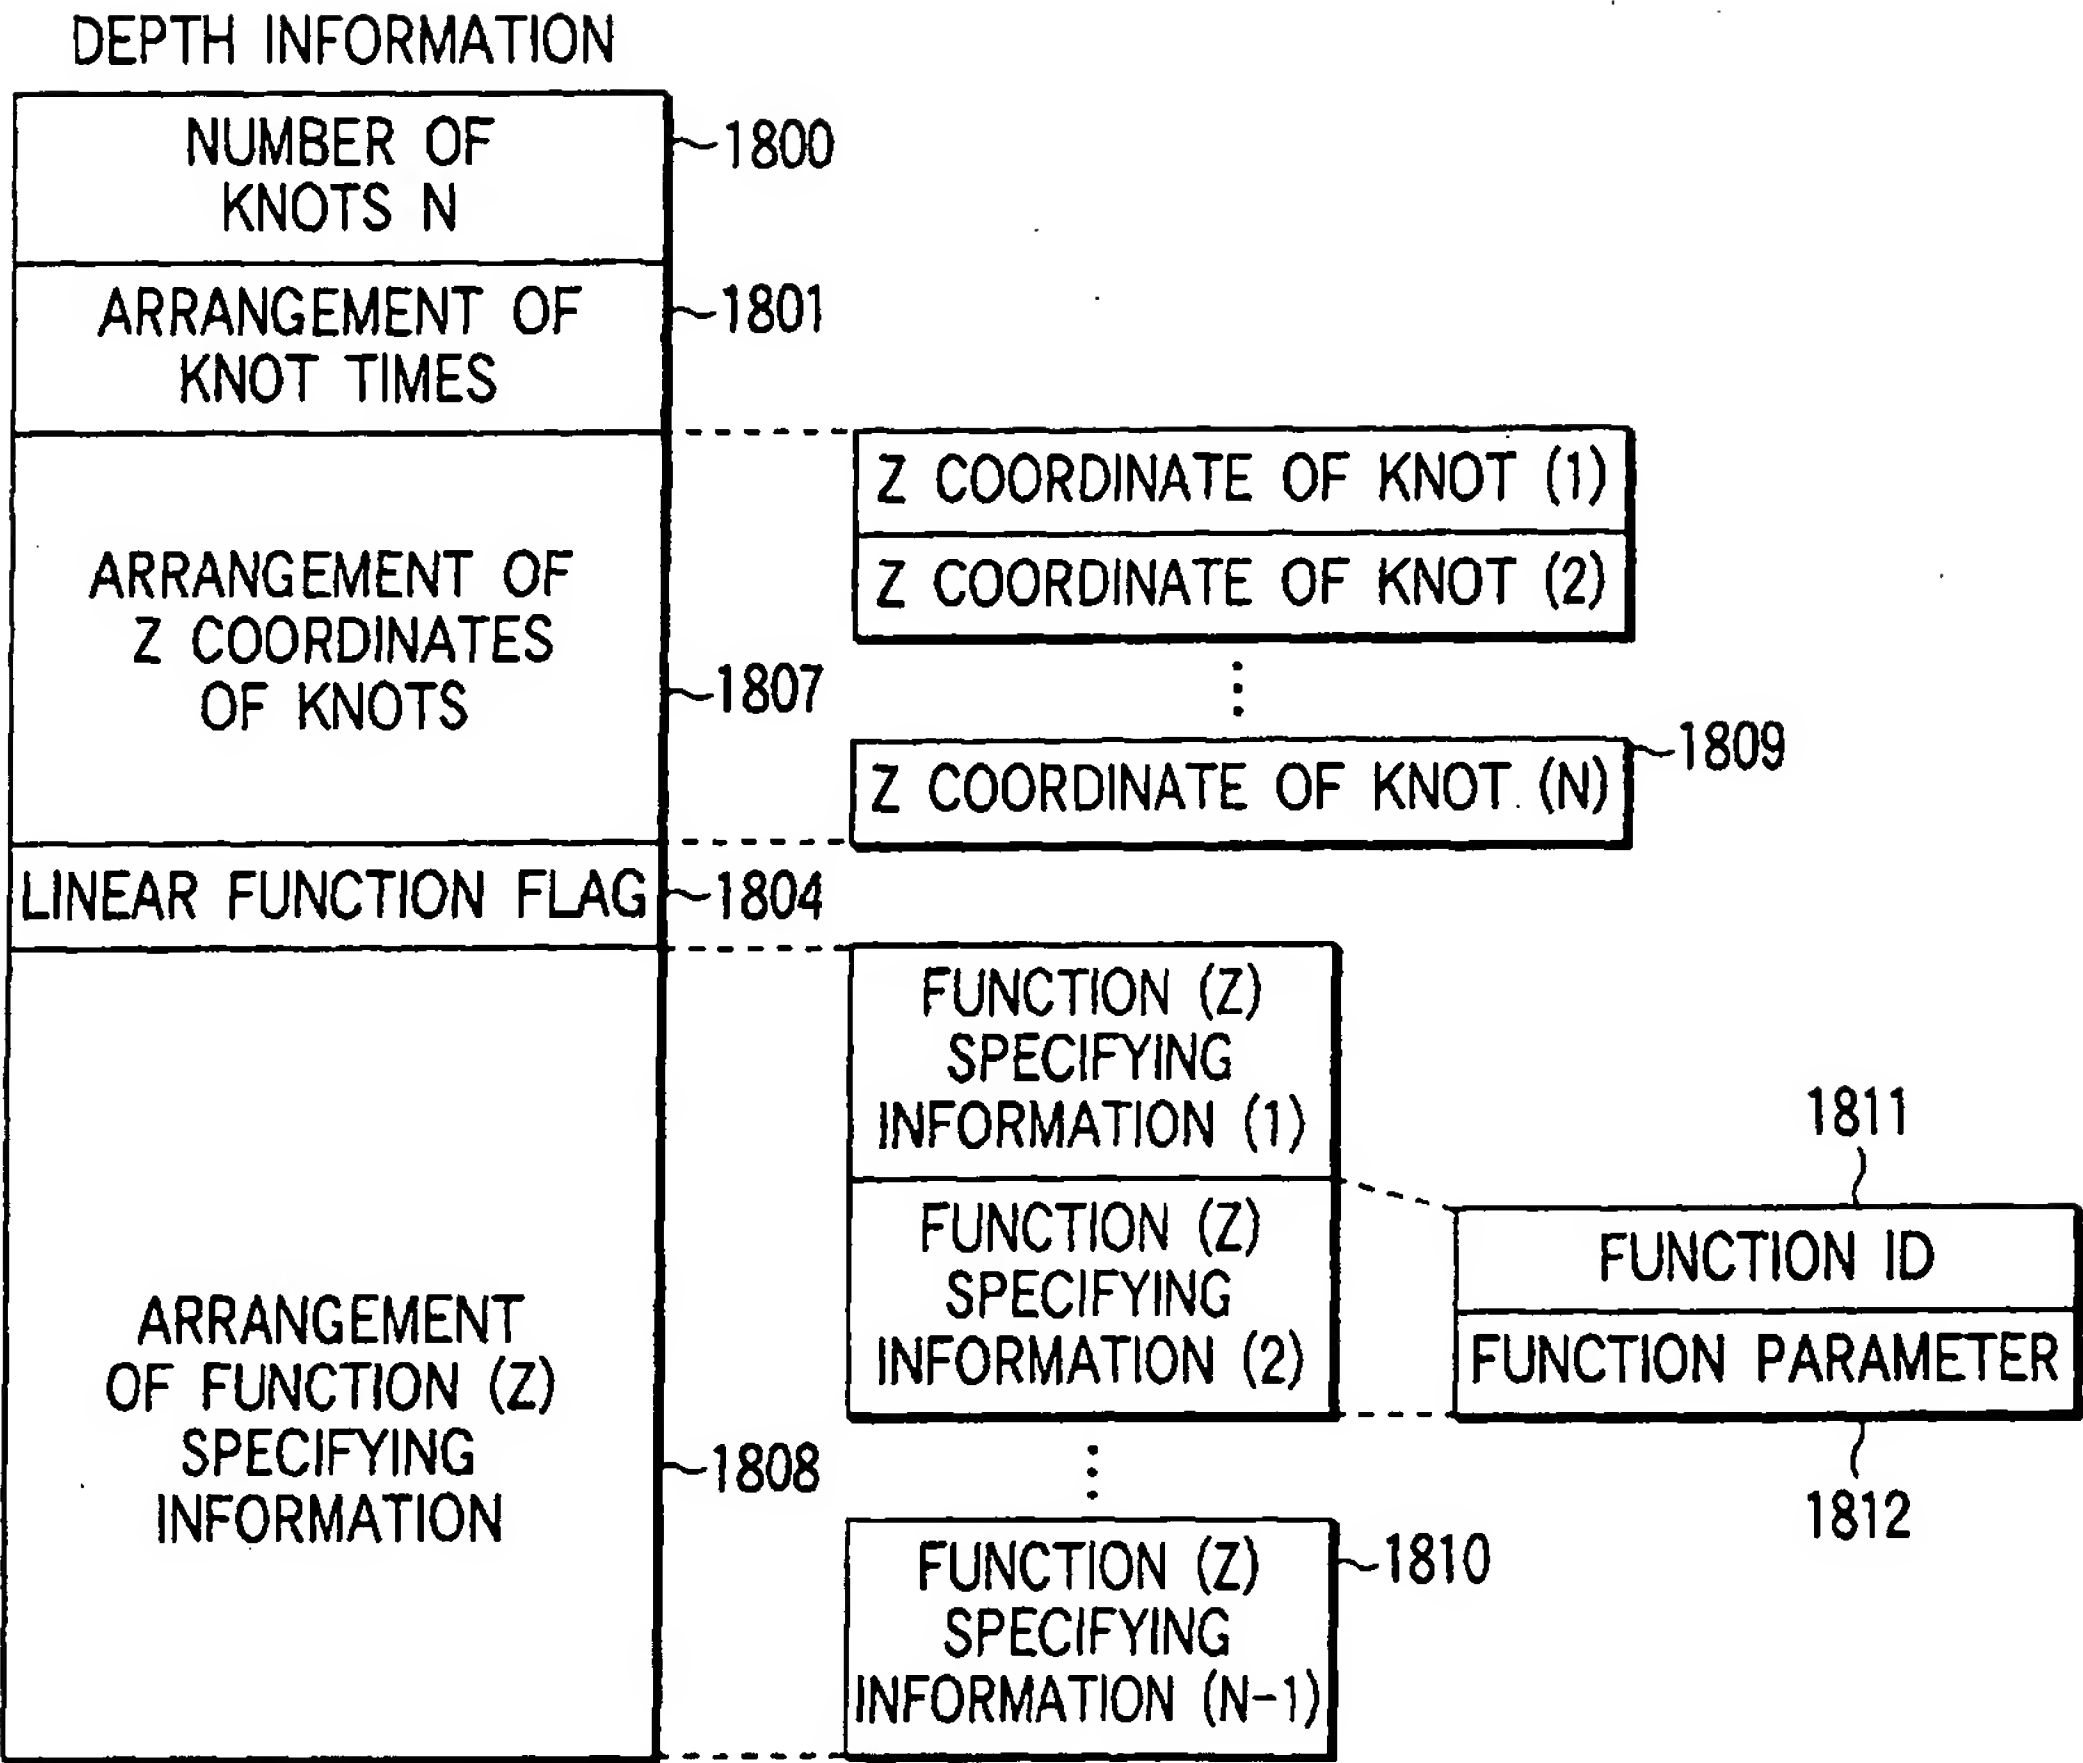 DEPTH INFORMATION
NUMBER OF
KNOTS N
1800
ARRANGEMENT OF
KNOT TIMES
1801
ARRANGEMENT OF
Z COORDINATES
OF KNOTS
1807
Z COORDINATE OF KNOT (1)
Z COORDINATE OF KNOT (2)
Z COORDINATE OF KNOT (N)
1809
LINEAR FUNCTION FLAG
1804
ARRANGEMENT
OF FUNCTION (Z)
SPECIFYING
INFORMATION
1808
FUNCTION (Z)
SPECIFYING
INFORMATION (1)
FUNCTION (Z)
SPECIFYING
INFORMATION (2)
FUNCTION (Z)
SPECIFYING
INFORMATION (N-1)
1810
1811
FUNCTION ID
FUNCTION PARAMETER
1812